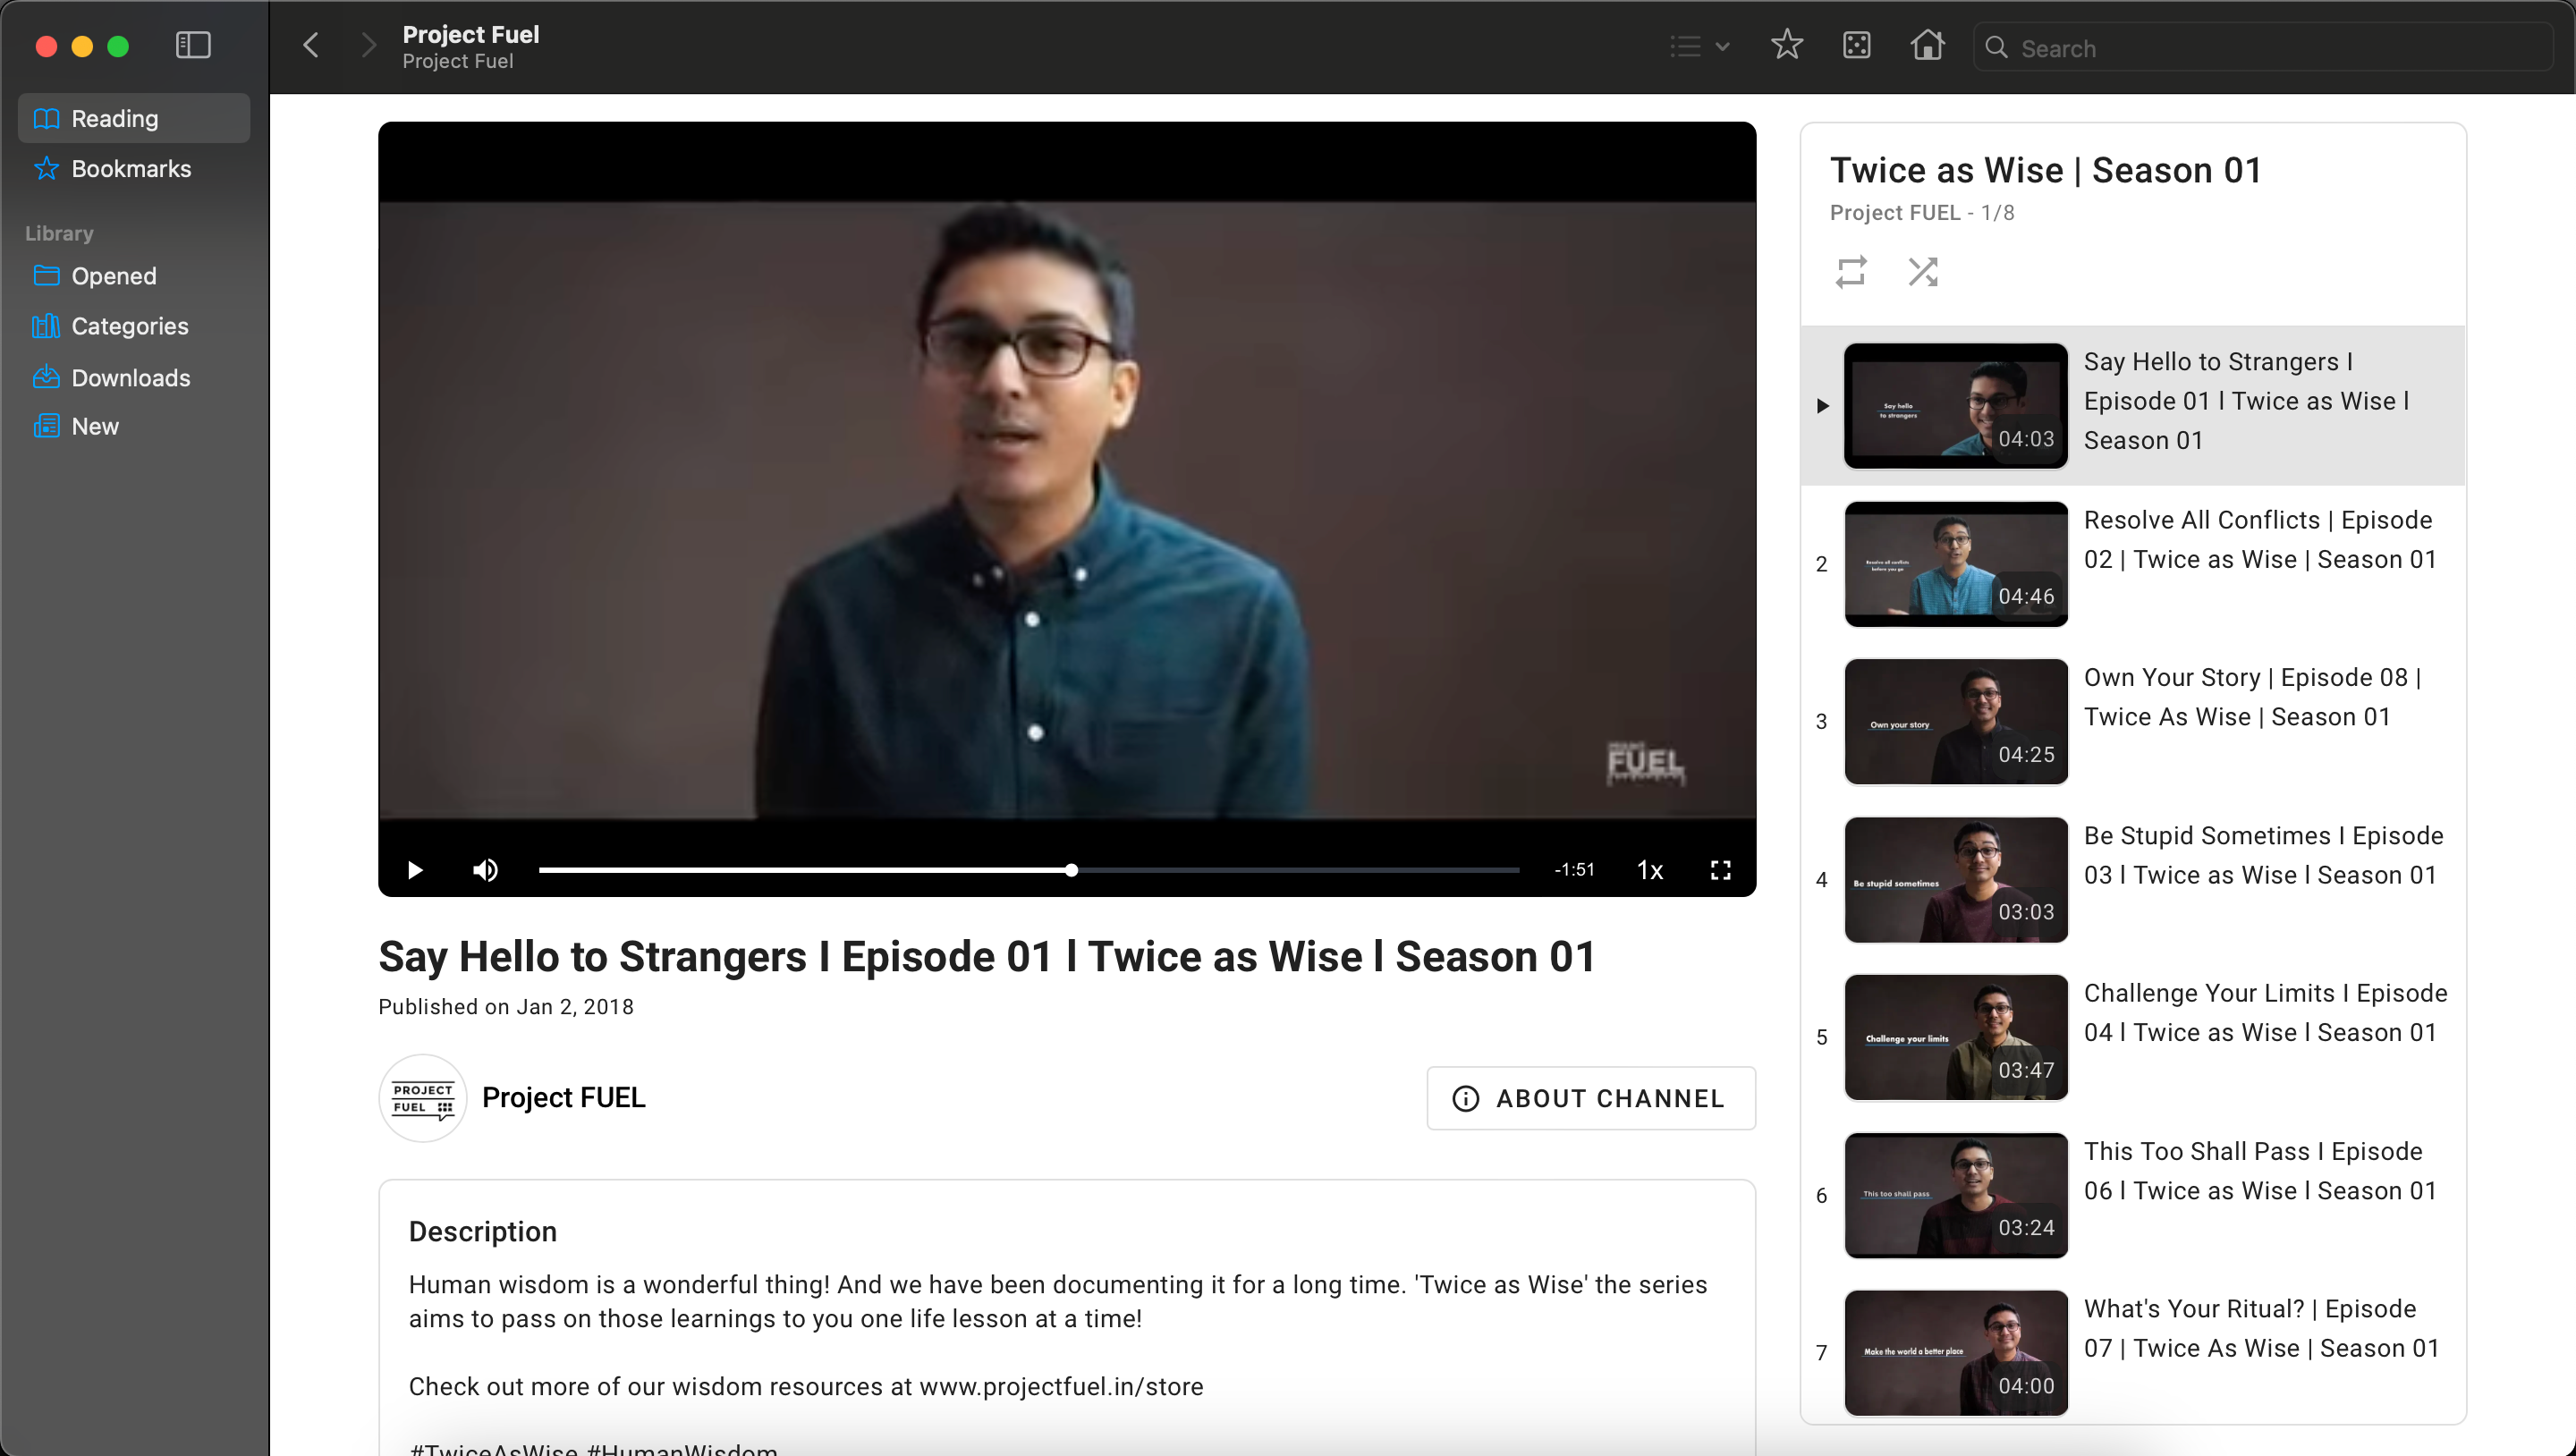 Project Fuel
Project Fuel
Search
Reading
Bookmarks
Library
Opened
Categories
Downloads
New
FUEL
-1:51
1x
Say Hello to Strangers I Episode 01 l Twice as Wise l Season 01
Published on Jan 2, 2018
PROJECT
FUEL
Project FUEL
ABOUT CHANNEL
Description
Human wisdom is a wonderful thing! And we have been documenting it for a long time. 'Twice as Wise' the series
aims to pass on those learnings to you one life lesson at a time!
Check out more of our wisdom resources at www.projectfuel.in/store
#TwiceAsWise #HumanWisdom
Twice as Wise | Season 01
Project FUEL - 1/8
Say hello
to strangers
04:03
Say Hello to Strangers I
Episode 01 l Twice as Wise l
Season 01
2
Resolve all conflicts
before you go
04:46
Resolve All Conflicts | Episode
02 | Twice as Wise | Season 01
3
Own your story
04:25
Own Your Story | Episode 08 |
Twice As Wise | Season 01
4
Be stupid sometimes
03:03
Be Stupid Sometimes I Episode
03 l Twice as Wise l Season 01
5
Challenge your limits
03:47
Challenge Your Limits I Episode
04 l Twice as Wise l Season 01
6
This too shall pass
03:24
This Too Shall Pass I Episode
06 l Twice as Wise l Season 01
7
Make the world a better place
04:00
What's Your Ritual? | Episode
07 | Twice As Wise | Season 01